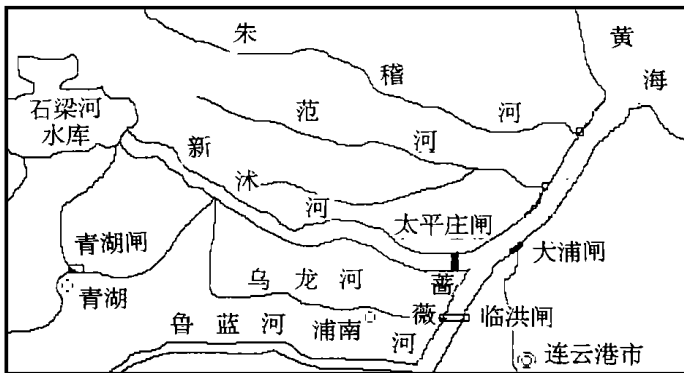 朱稽河
黄海
石梁河
水库
范河
新沭河
太平庄闸
大浦闸
青湖闸
青湖
乌龙河
蔷薇河
临洪闸
鲁蓝河
浦南
连云港市